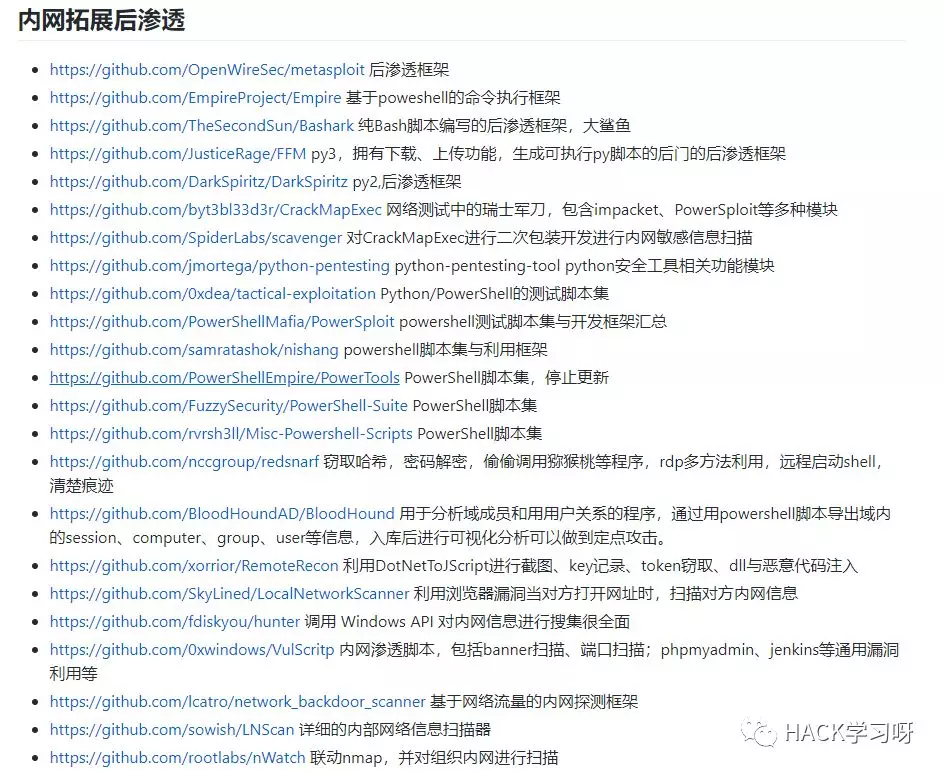 内网拓展后渗透
https://github.com/OpenWireSec/metasploit 后渗透框架
https://github.com/EmpireProject/Empire 基于poweshell的命令执行框架
https://github.com/TheSecondSun/Bashark 纯Bash脚本编写的后渗透框架，大鲨鱼
https://github.com/JusticeRage/FFM py3，拥有下载、上传功能，生成可执行py脚本的后门的后渗透框架
https://github.com/DarkSpiritz/DarkSpiritz py2,后渗透框架
https://github.com/byt3bl33d3r/CrackMapExec 网络测试中的瑞士军刀，包含impacket、PowerSploit等多种模块
https://github.com/SpiderLabs/scavenger 对CrackMapExec进行二次包装开发进行内网敏感信息扫描
https://github.com/jmortega/python-pentesting python-pentesting-tool python安全工具相关功能模块
https://github.com/0xdea/tactical-exploitation Python/PowerShell的测试脚本集
https://github.com/PowerShellMafia/PowerSploit powershell测试脚本集与开发框架汇总
https://github.com/samratashok/nishang powershell脚本集与利用框架
https://github.com/PowerShellEmpire/PowerTools PowerShell脚本集，停止更新
https://github.com/FuzzySecurity/PowerShell-Suite PowerShell脚本集
https://github.com/rvrsh3ll/Misc-Powershell-Scripts PowerShell脚本集
https://github.com/nccgroup/redsnarf 窃取哈希，密码解密，偷偷调用猕猴桃等程序，rdp多方法利用，远程启动shell，
清楚痕迹
https://github.com/BloodHoundAD/BloodHound 用于分析域成员和用用户关系的程序，通过用powershell脚本导出域内
的session、computer、group、user等信息，入库后进行可视化分析可以做到定点攻击。
https://github.com/xorrior/RemoteRecon 利用DotNetToJScript进行截图、key记录、token窃取、dll与恶意代码注入
https://github.com/SkyLined/LocalNetworkScanner 利用浏览器漏洞当对方打开网址时，扫描对方内网信息
https://github.com/fdiskyou/hunter 调用 Windows API 对内网信息进行搜集很全面
https://github.com/0xwindows/VulScritp 内网渗透脚本，包括banner扫描、端口扫描；phpmyadmin、jenkins等通用漏洞
利用等
https://github.com/lcatro/network_backdoor_scanner 基于网络流量的内网探测框架
https://github.com/sowish/LNScan 详细的内部网络信息扫描器
https://github.com/rootlabs/nWatch 联动nmap，并对组织内网进行扫描
HACK学习呀